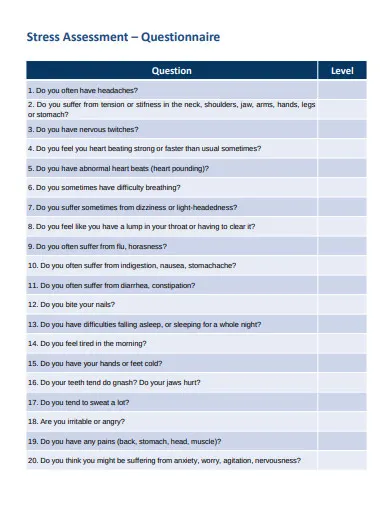 Stress Assessment – Questionnaire
Question Level
1. Do you often have headaches?
2. Do you suffer from tension or stifness in the neck, shoulders, jaw, arms, hands, legs
or stomach?
3. Do you have nervous twitches?
4. Do you feel you heart beating strong or faster than usual sometimes?
5. Do you have abnormal heart beats (heart pounding)?
6. Do you sometimes have difficulty breathing?
7. Do you suffer sometimes from dizziness or light-headedness?
8. Do you feel like you have a lump in your throat or having to clear it?
9. Do you often suffer from flu, horasness?
10. Do you often suffer from indigestion, nausea, stomachache?
11. Do you often suffer from diarrhea, constipation?
12. Do you bite your nails?
13. Do you have difficulties falling asleep, or sleeping for a whole night?
14. Do you feel tired in the morning?
15. Do you have your hands or feet cold?
16. Do your teeth tend do gnash? Do your jaws hurt?
17. Do you tend to sweat a lot?
18. Are you irritable or angry?
19. Do you have any pains (back, stomach, head, muscle)?
20. Do you think you might be suffering from anxiety, worry, agitation, nervousness?